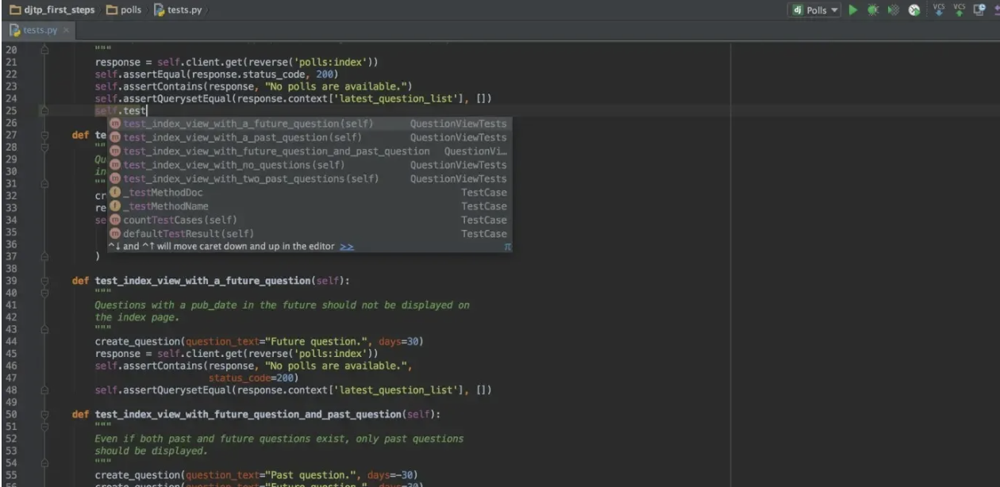 djtp_first_steps polls tests.py dj Polls VCS VCS
tests.py
20 """
21 response = self.client.get(reverse('polls:index'))
22 self.assertEqual(response.status_code, 200)
23 self.assertContains(response, "No polls are available.")
24 self.assertQuerysetEqual(response.context['latest_question_list'], [])
25 self.test
26 test_index_view_with_a_future_question(self) QuestionViewTests
27 def te test_index_view_with_a_past_question(self) QuestionViewTests
28 "" test_index_view_with_future_question_and_past_question QuestionVi…
29 Qu test_index_view_with_no_questions(self) QuestionViewTests
30 in test_index_view_with_two_past_questions(self) QuestionViewTests
31 "" _testMethodDoc TestCase
32 cr
33 re _testMethodName TestCase
34 se countTestCases(self) TestCase
35 defaultTestResult(self) TestCase
36 ^↓ and ^↑ will move caret down and up in the editor >> π
37 )
38
39 def test_index_view_with_a_future_question(self):
40 """
41 Questions with a pub_date in the future should not be displayed on
42 the index page.
43 """
44 create_question(question_text="Future question.", days=30)
45 response = self.client.get(reverse('polls:index'))
46 self.assertContains(response, "No polls are available.",
47 status_code=200)
48 self.assertQuerysetEqual(response.context['latest_question_list'], [])
49
50 def test_index_view_with_future_question_and_past_question(self):
51 """
52 Even if both past and future questions exist, only past questions
53 should be displayed.
54 """
55 create_question(question_text="Past question.", days=-30)
56 create_question(question_text="Future question.", days=30)